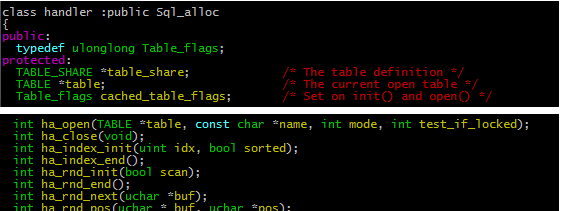 class handler :public Sql_alloc
{
public:
typedef ulonglong Table_flags;
protected:
TABLE_SHARE *table_share; /* The table definition */
TABLE *table; /* The current open table */
Table_flags cached_table_flags; /* Set on init() and open() */
int ha_open(TABLE *table, const char *name, int mode, int test_if_locked);
int ha_close(void);
int ha_index_init(uint idx, bool sorted);
int ha_index_end();
int ha_rnd_init(bool scan);
int ha_rnd_end();
int ha_rnd_next(uchar *buf);
int ha_rnd_pos(uchar * buf, uchar *pos);